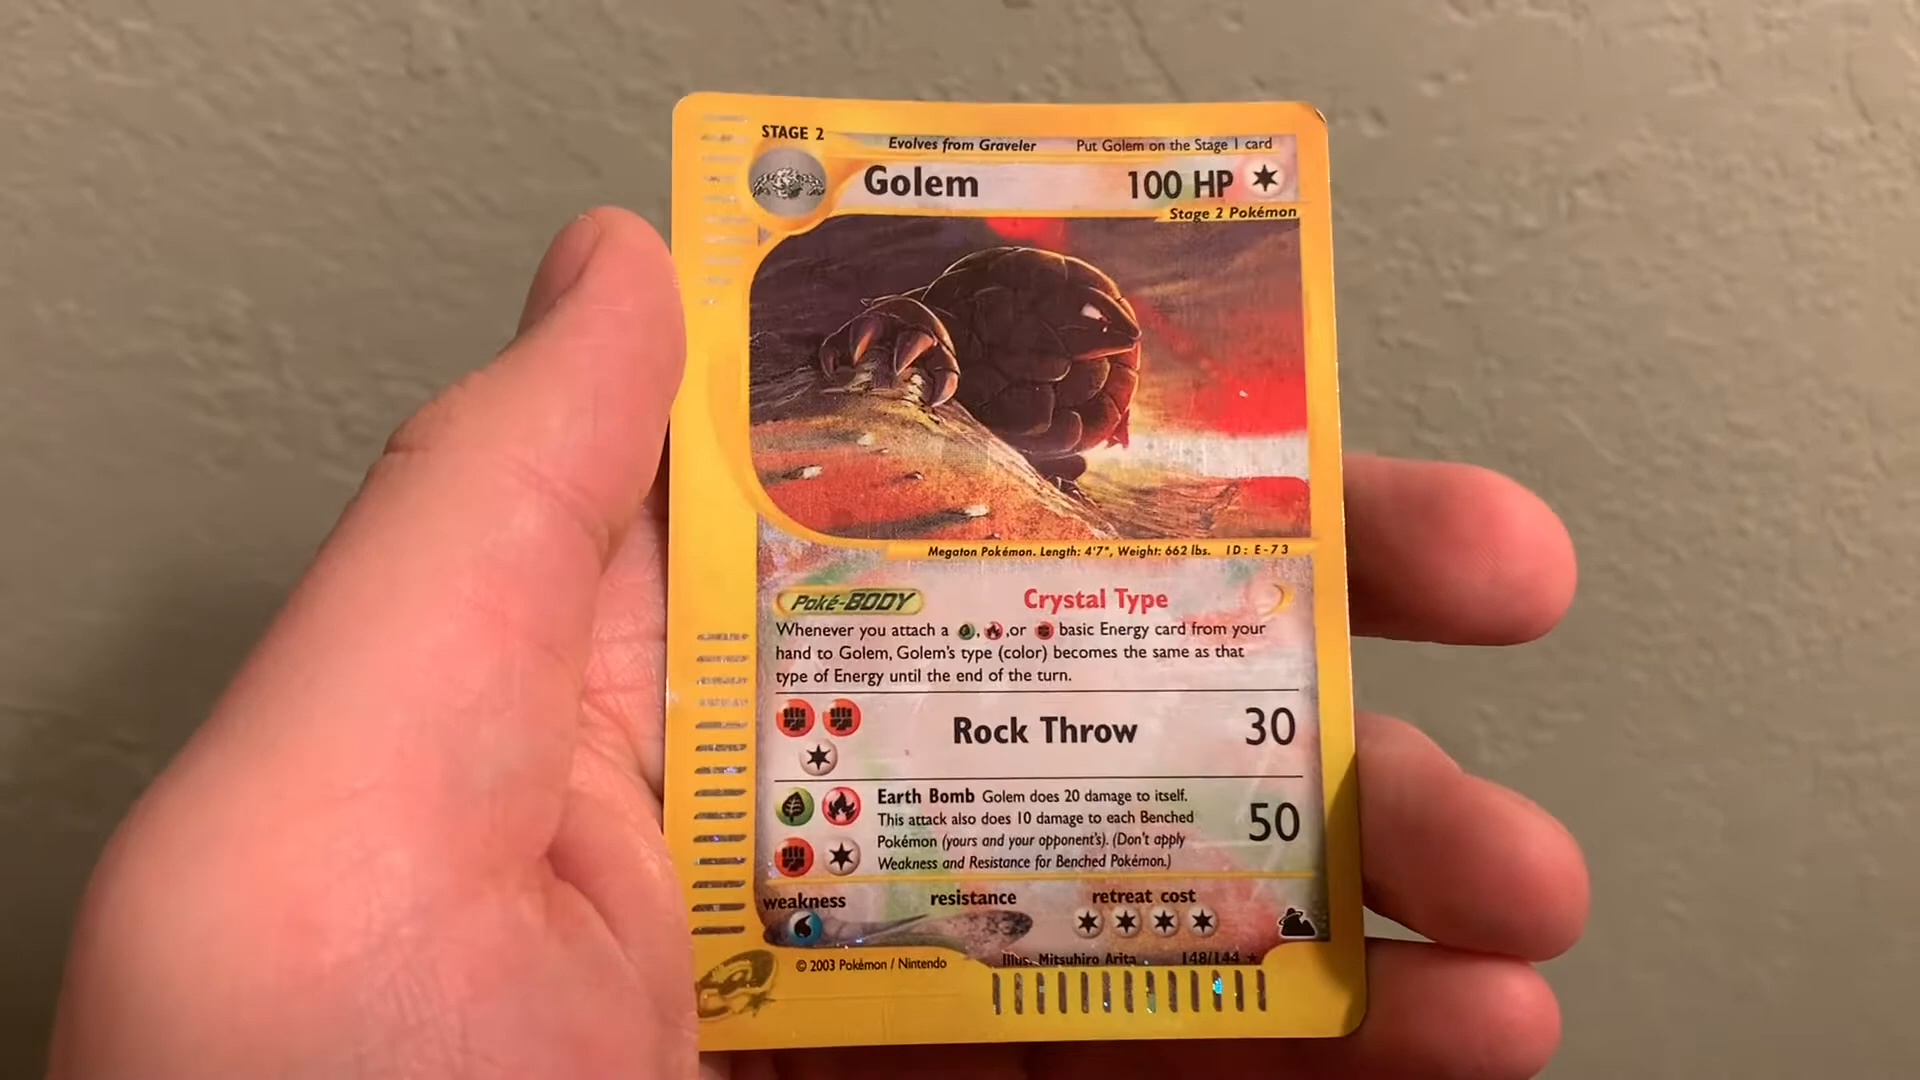 STAGE 2
Evolves from Graveler Put Golem on the Stage 1 card
Golem 100 HP
Stage 2 Pokémon
Megaton Pokémon. Length: 4'7", Weight: 662 lbs. ID: E-73
Poké-BODY Crystal Type
Whenever you attach a , , or basic Energy card from your
hand to Golem, Golem's type (color) becomes the same as that
type of Energy until the end of the turn.
Rock Throw 30
Earth Bomb Golem does 20 damage to itself.
This attack also does 10 damage to each Benched
Pokémon (yours and your opponent's). (Don't apply
Weakness and Resistance for Benched Pokémon.)
50
weakness resistance retreat cost
© 2003 Pokémon / Nintendo
Illus. Mitsuhiro Arita 148/144 ★